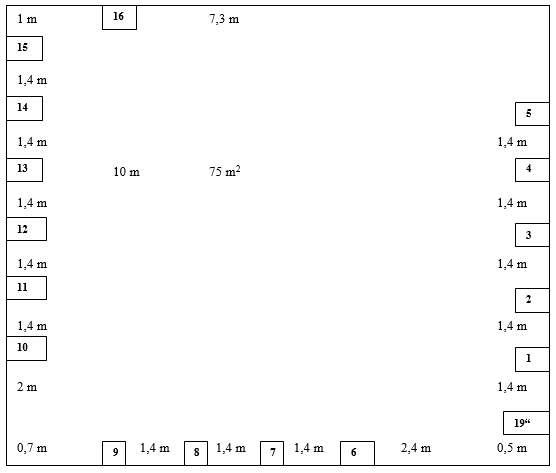 1 m 16 7,3 m
15
1,4 m
14 5
1,4 m 1,4 m
13 10 m 75 m² 4
1,4 m 1,4 m
12 3
1,4 m 1,4 m
11 2
1,4 m 1,4 m
10 1
2 m 1,4 m
19“
0,7 m 9 1,4 m 8 1,4 m 7 1,4 m 6 2,4 m 0,5 m